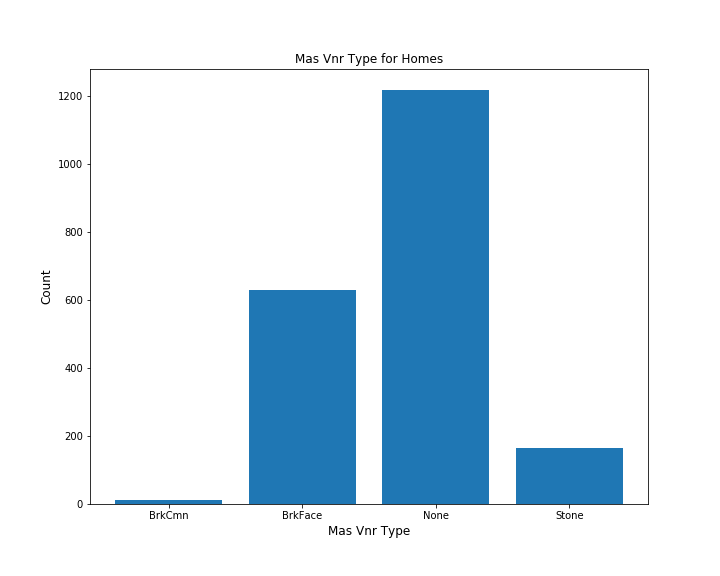 Mas Vnr Type for Homes
1200
1000
800
600
400
200
0
Count
BrkCmn BrkFace None Stone
Mas Vnr Type